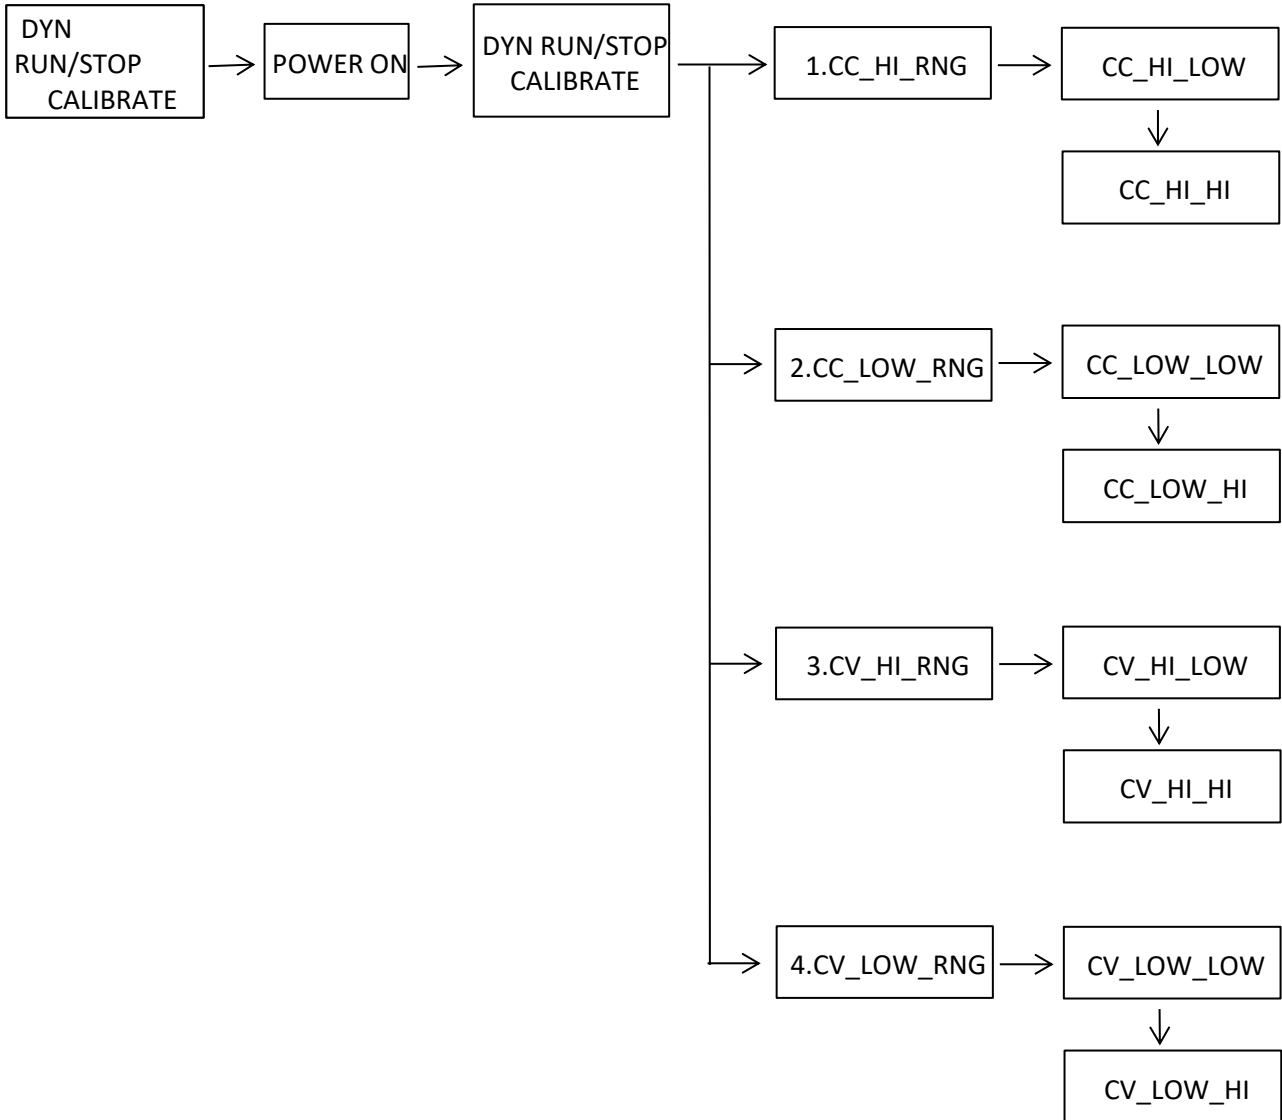 DYN
RUN/STOP
CALIBRATE
POWER ON
DYN RUN/STOP
CALIBRATE
1.CC_HI_RNG
CC_HI_LOW
CC_HI_HI
2.CC_LOW_RNG
CC_LOW_LOW
CC_LOW_HI
3.CV_HI_RNG
CV_HI_LOW
CV_HI_HI
4.CV_LOW_RNG
CV_LOW_LOW
CV_LOW_HI